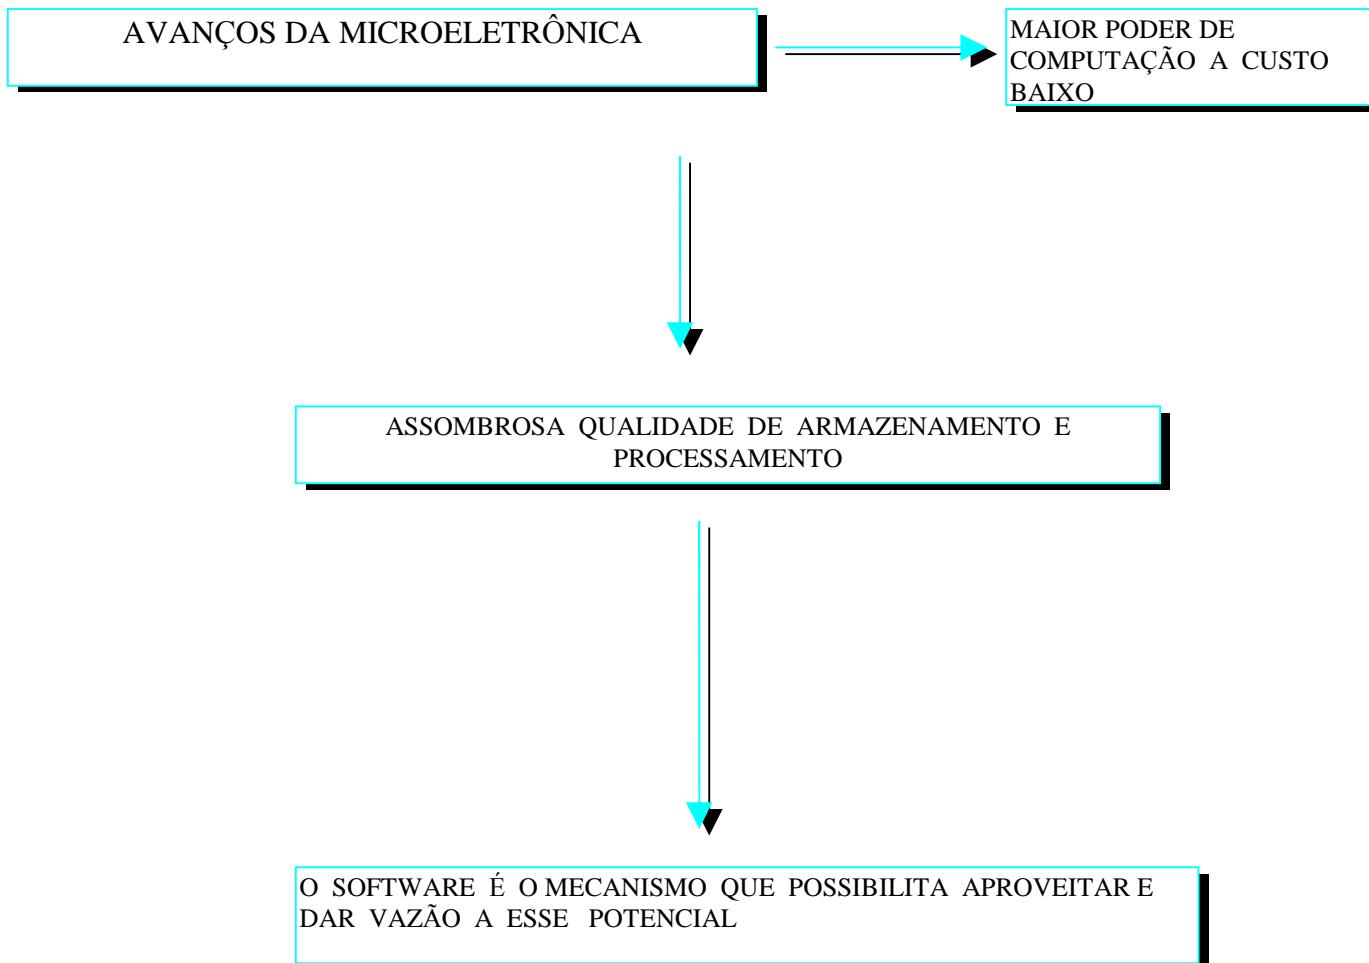 AVANÇOS DA MICROELETRÔNICA
MAIOR PODER DE
COMPUTAÇÃO A CUSTO
BAIXO
ASSOMBROSA QUALIDADE DE ARMAZENAMENTO E
PROCESSAMENTO
O SOFTWARE É O MECANISMO QUE POSSIBILITA APROVEITAR E
DAR VAZÃO A ESSE POTENCIAL